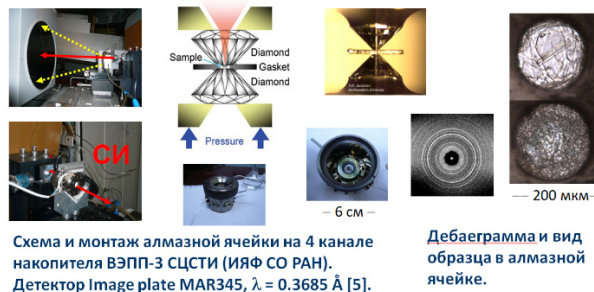 Sample
Diamond
Gasket
Diamond
Pressure
СИ
6 см
200 мкм
Схема и монтаж алмазной ячейки на 4 канале
накопителя ВЭПП-3 СЦСТИ (ИЯФ СО РАН).
Детектор Image plate MAR345, λ = 0.3685 Å [5].
Дебаеграмма и вид
образца в алмазной
ячейке.